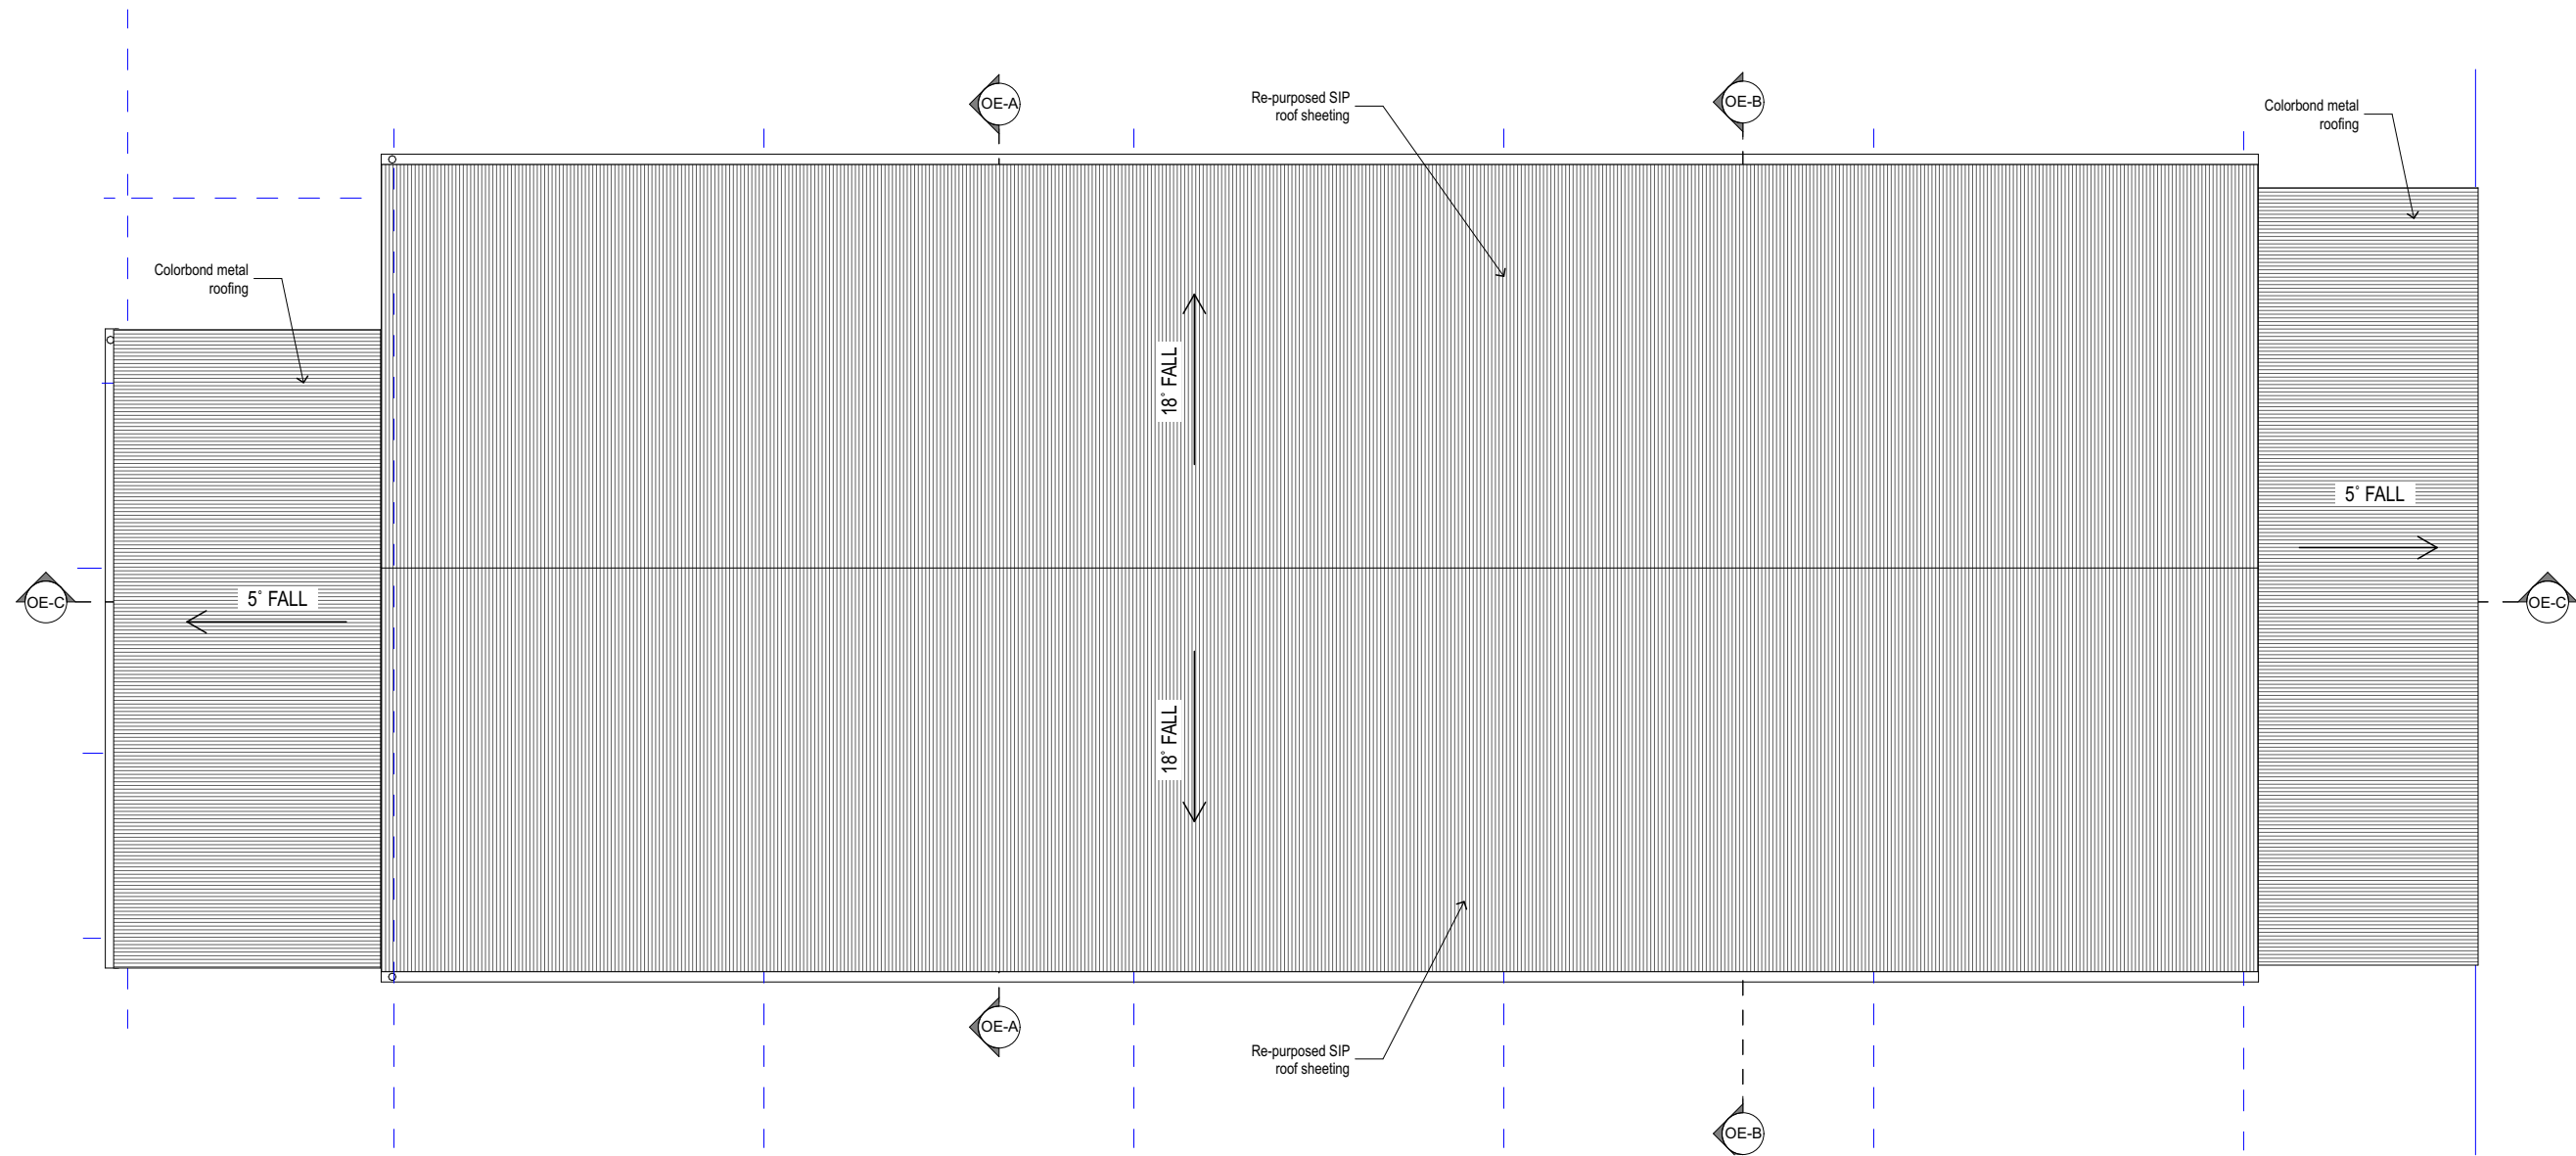 OE-A
OE-B
Re-purposed SIP
roof sheeting
Colorbond metal
roofing
Colorbond metal
roofing
18° FALL
5° FALL
5° FALL
OE-C
OE-C
18° FALL
OE-A
Re-purposed SIP
roof sheeting
OE-B